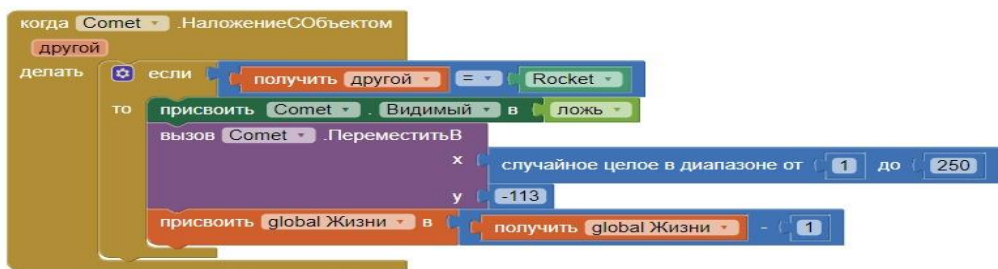 когда Comet .НаложениеСОбъектом
другой
делать если получить другой = Rocket
то присвоить Comet . Видимый в ложь
вызов Comet .ПереместитьВ
x случайное целое в диапазоне от 1 до 250
y -113
присвоить global Жизни в получить global Жизни - 1